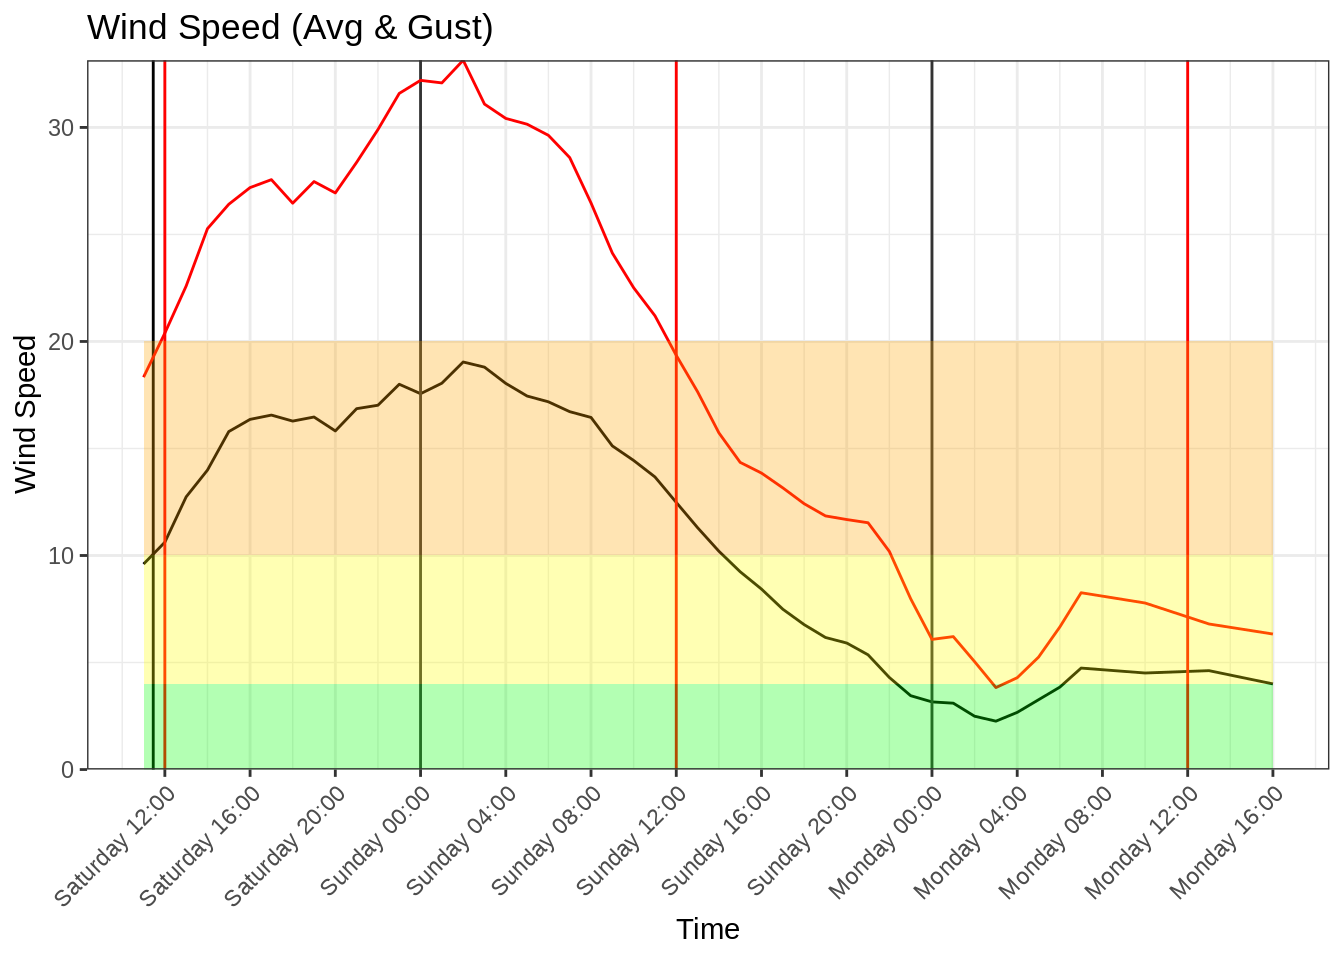 Wind Speed (Avg & Gust)
Wind Speed
30
20
10
0
Saturday 12:00
Saturday 16:00
Saturday 20:00
Sunday 00:00
Sunday 04:00
Sunday 08:00
Sunday 12:00
Sunday 16:00
Sunday 20:00
Monday 00:00
Monday 04:00
Monday 08:00
Monday 12:00
Monday 16:00
Time